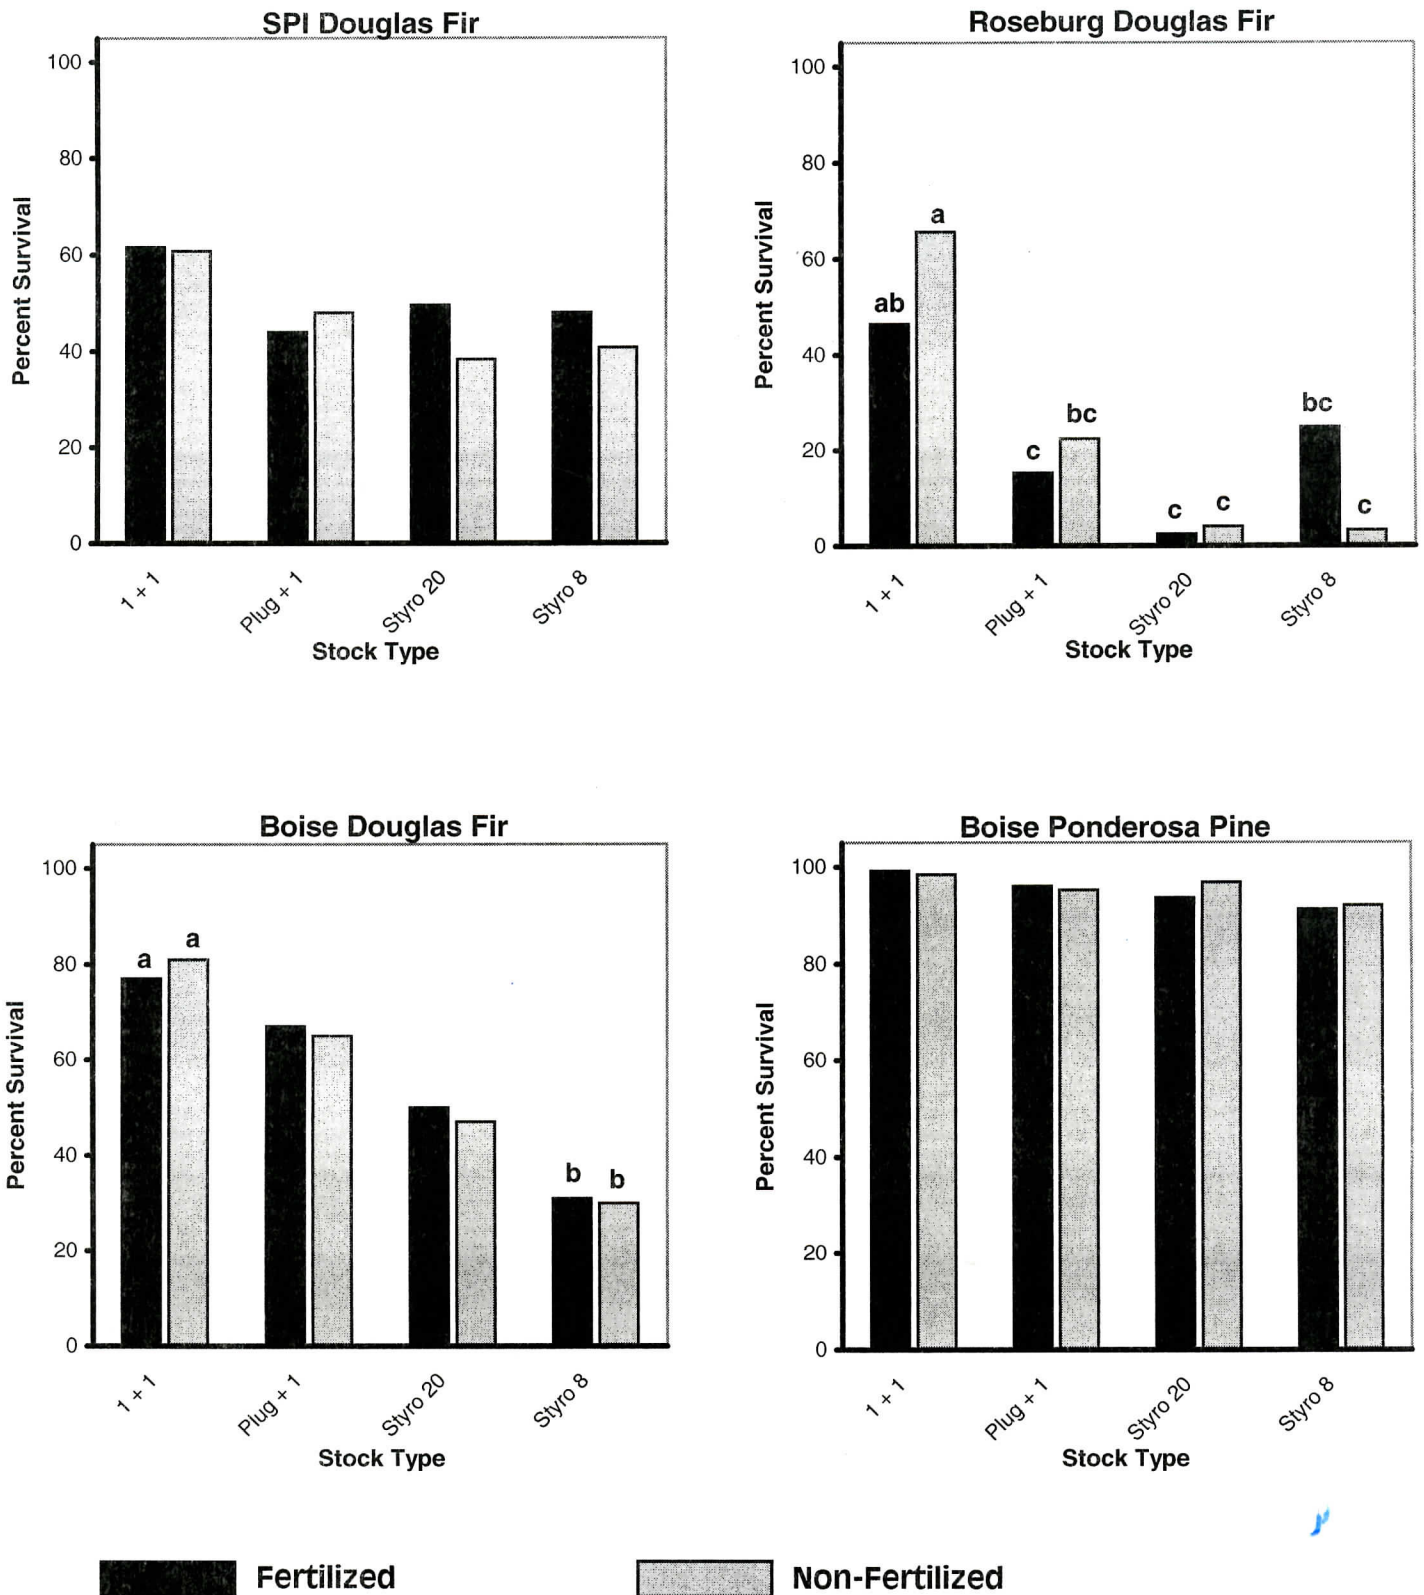 SPI Douglas Fir
100
80
60
40
20
0
Percent Survival
1 + 1
Plug + 1
Styro 20
Styro 8
Stock Type
Roseburg Douglas Fir
100
80
60
40
20
0
Percent Survival
ab
a
c
bc
c
c
bc
c
1 + 1
Plug + 1
Styro 20
Styro 8
Stock Type
Boise Douglas Fir
100
80
60
40
20
0
Percent Survival
a
a
b
b
1 + 1
Plug + 1
Styro 20
Styro 8
Stock Type
Boise Ponderosa Pine
100
80
60
40
20
0
Percent Survival
1 + 1
Plug + 1
Styro 20
Styro 8
Stock Type
Fertilized
Non-Fertilized